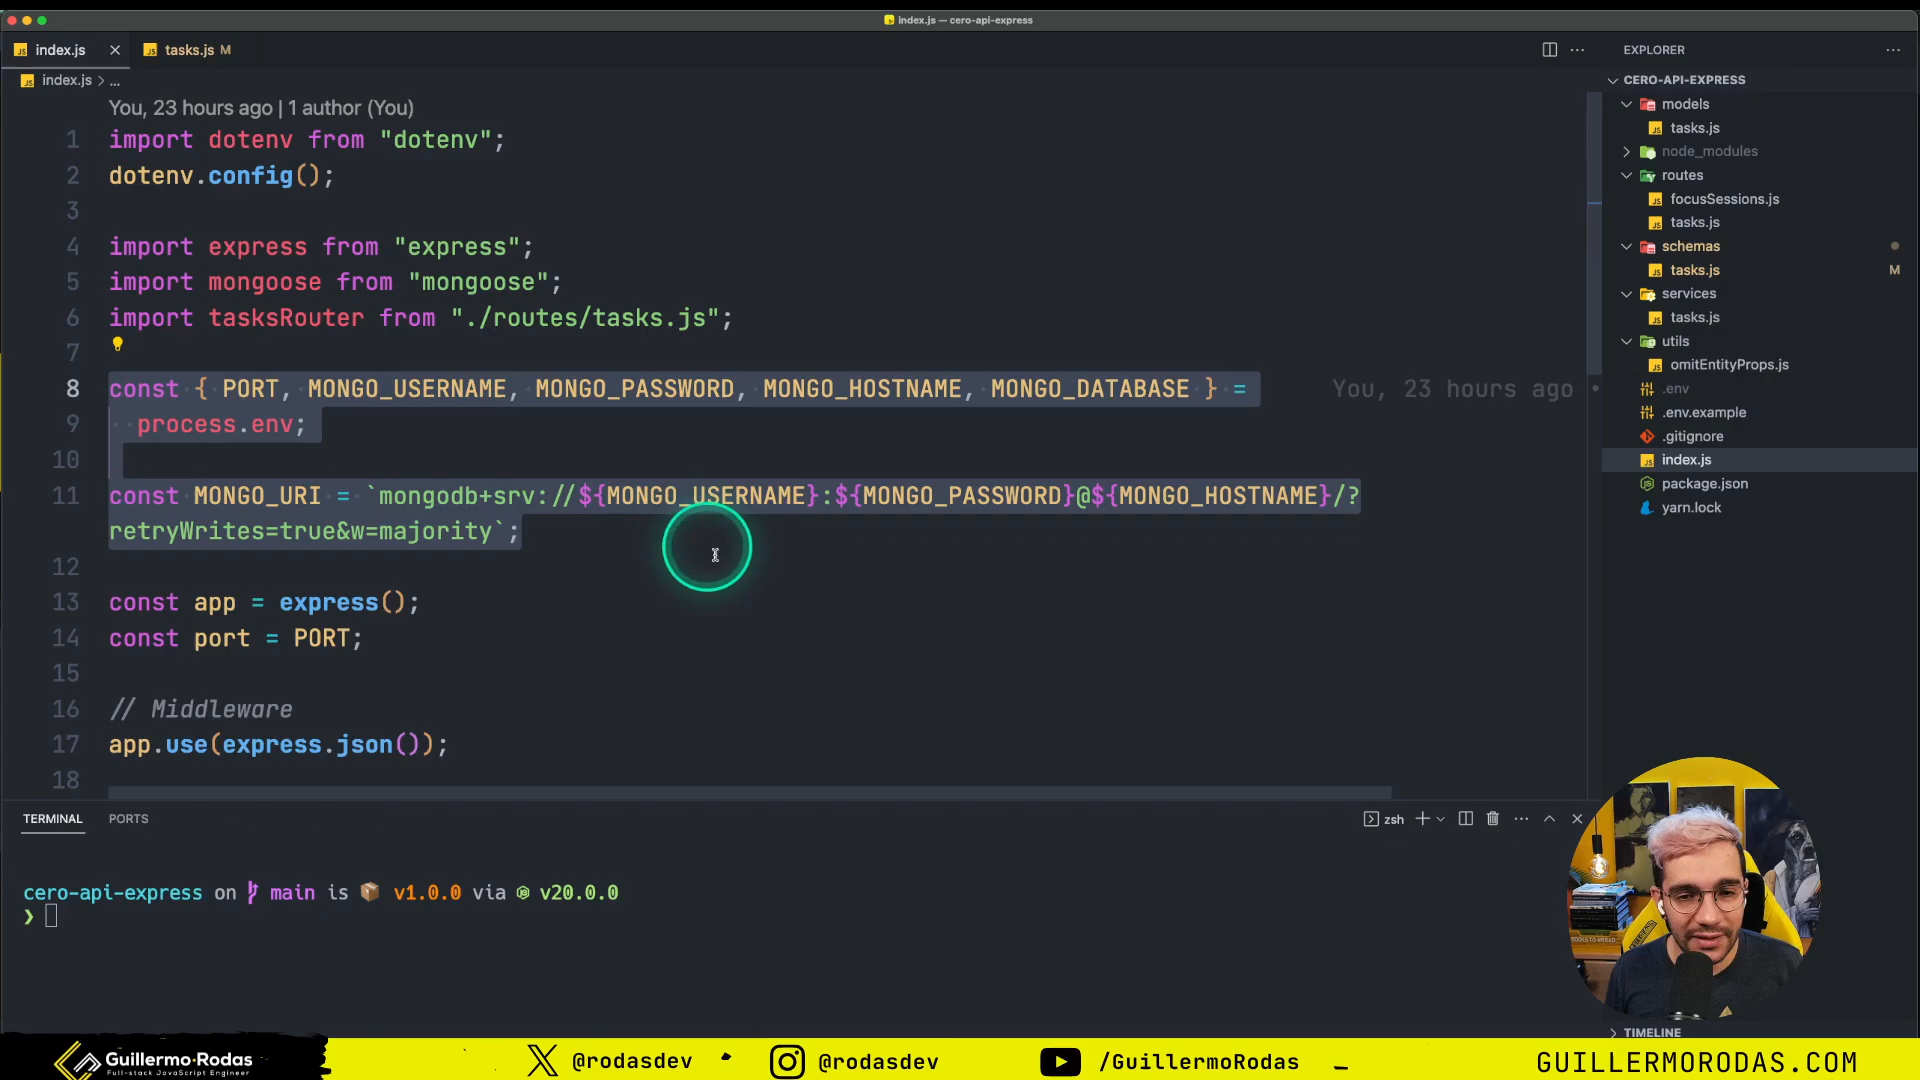 index.js — cero-api-express
index.js
tasks.js M
index.js > ...
You, 23 hours ago | 1 author (You)
1 import dotenv from "dotenv";
2 dotenv.config();
3
4 import express from "express";
5 import mongoose from "mongoose";
6 import tasksRouter from "./routes/tasks.js";
7
8 const { PORT, MONGO_USERNAME, MONGO_PASSWORD, MONGO_HOSTNAME, MONGO_DATABASE } = You, 23 hours ago •
9 process.env;
10
11 const MONGO_URI = `mongodb+srv://${MONGO_USERNAME}:${MONGO_PASSWORD}@${MONGO_HOSTNAME}/?
retryWrites=true&w=majority`;
12
13 const app = express();
14 const port = PORT;
15
16 // Middleware
17 app.use(express.json());
18
EXPLORER
CERO-API-EXPRESS
models
tasks.js
node_modules
routes
focusSessions.js
tasks.js
schemas
tasks.js M
services
tasks.js
utils
omitEntityProps.js
.env
.env.example
.gitignore
index.js
package.json
yarn.lock
TIMELINE
TERMINAL
PORTS
zsh
cero-api-express on main is v1.0.0 via v20.0.0
❯
Guillermo Rodas
Full-stack JavaScript Engineer
@rodasdev
@rodasdev
/GuillermoRodas
GUILLERMORODAS.COM